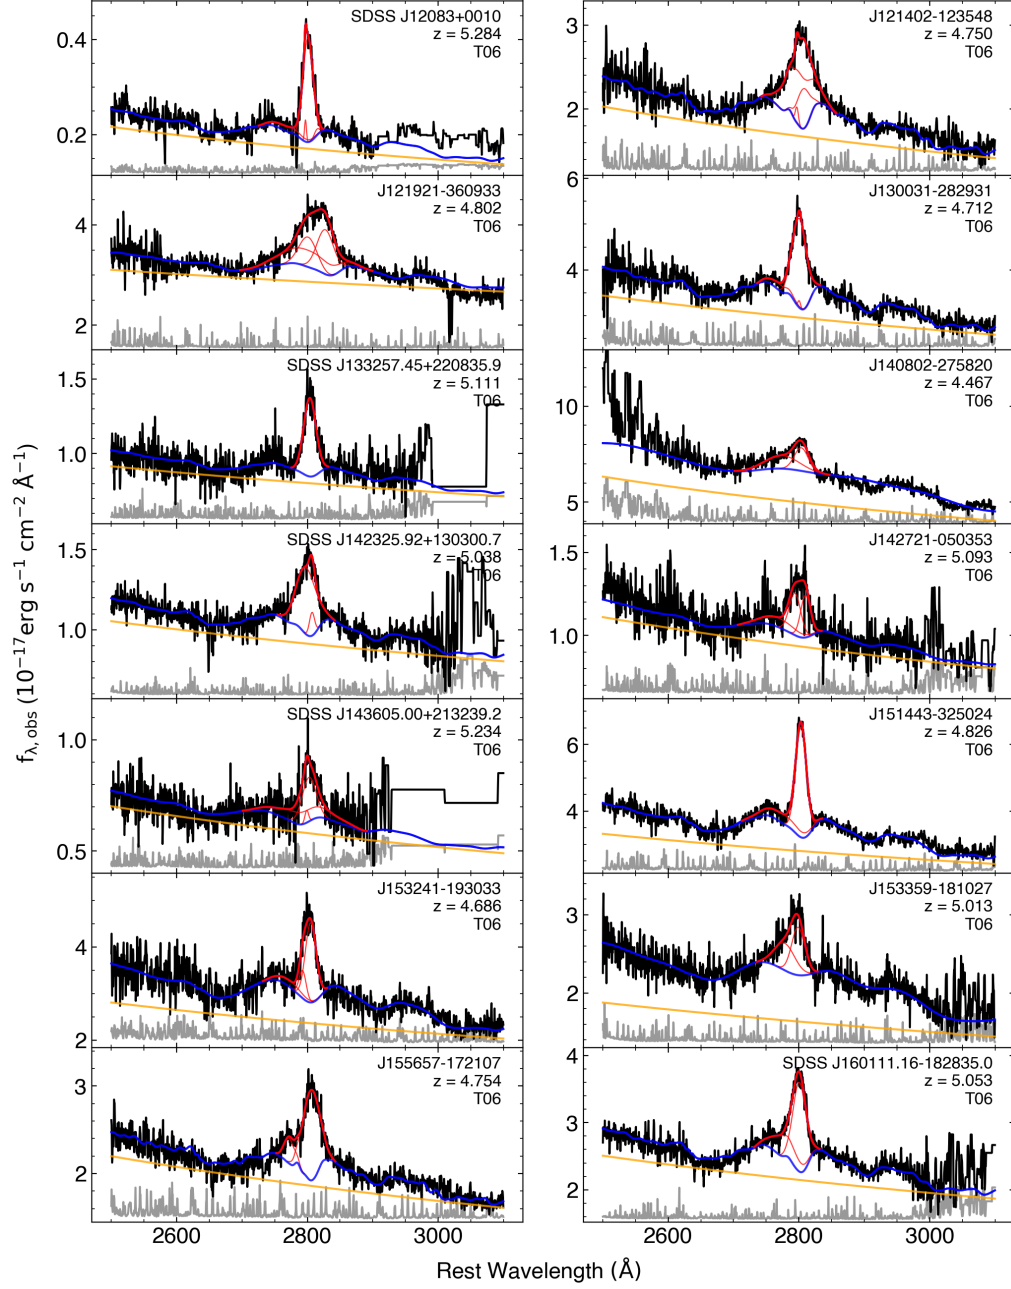 SDSS J12083+0010
z = 5.284
T06
0.4
0.2
J121402-123548
z = 4.750
T06
3
2
J121921-360933
z = 4.802
T06
4
2
J130031-282931
z = 4.712
T06
6
4
SDSS J133257.45+220835.9
z = 5.111
T06
1.5
1.0
J140802-275820
z = 4.467
T06
10
5
SDSS J142325.92+130300.7
z = 5.038
T06
1.5
1.0
J142721-050353
z = 5.093
T06
1.5
1.0
SDSS J143605.00+213239.2
z = 5.234
T06
1.0
0.5
J151443-325024
z = 4.826
T06
6
4
J153241-193033
z = 4.686
T06
4
2
J153359-181027
z = 5.013
T06
3
2
J155657-172107
z = 4.754
T06
3
2
SDSS J160111.16-182835.0
z = 5.053
T06
4
3
2
2600 2800 3000
2600 2800 3000
fλ, obs (10⁻¹⁷ erg s⁻¹ cm⁻² Å⁻¹)
Rest Wavelength (Å)